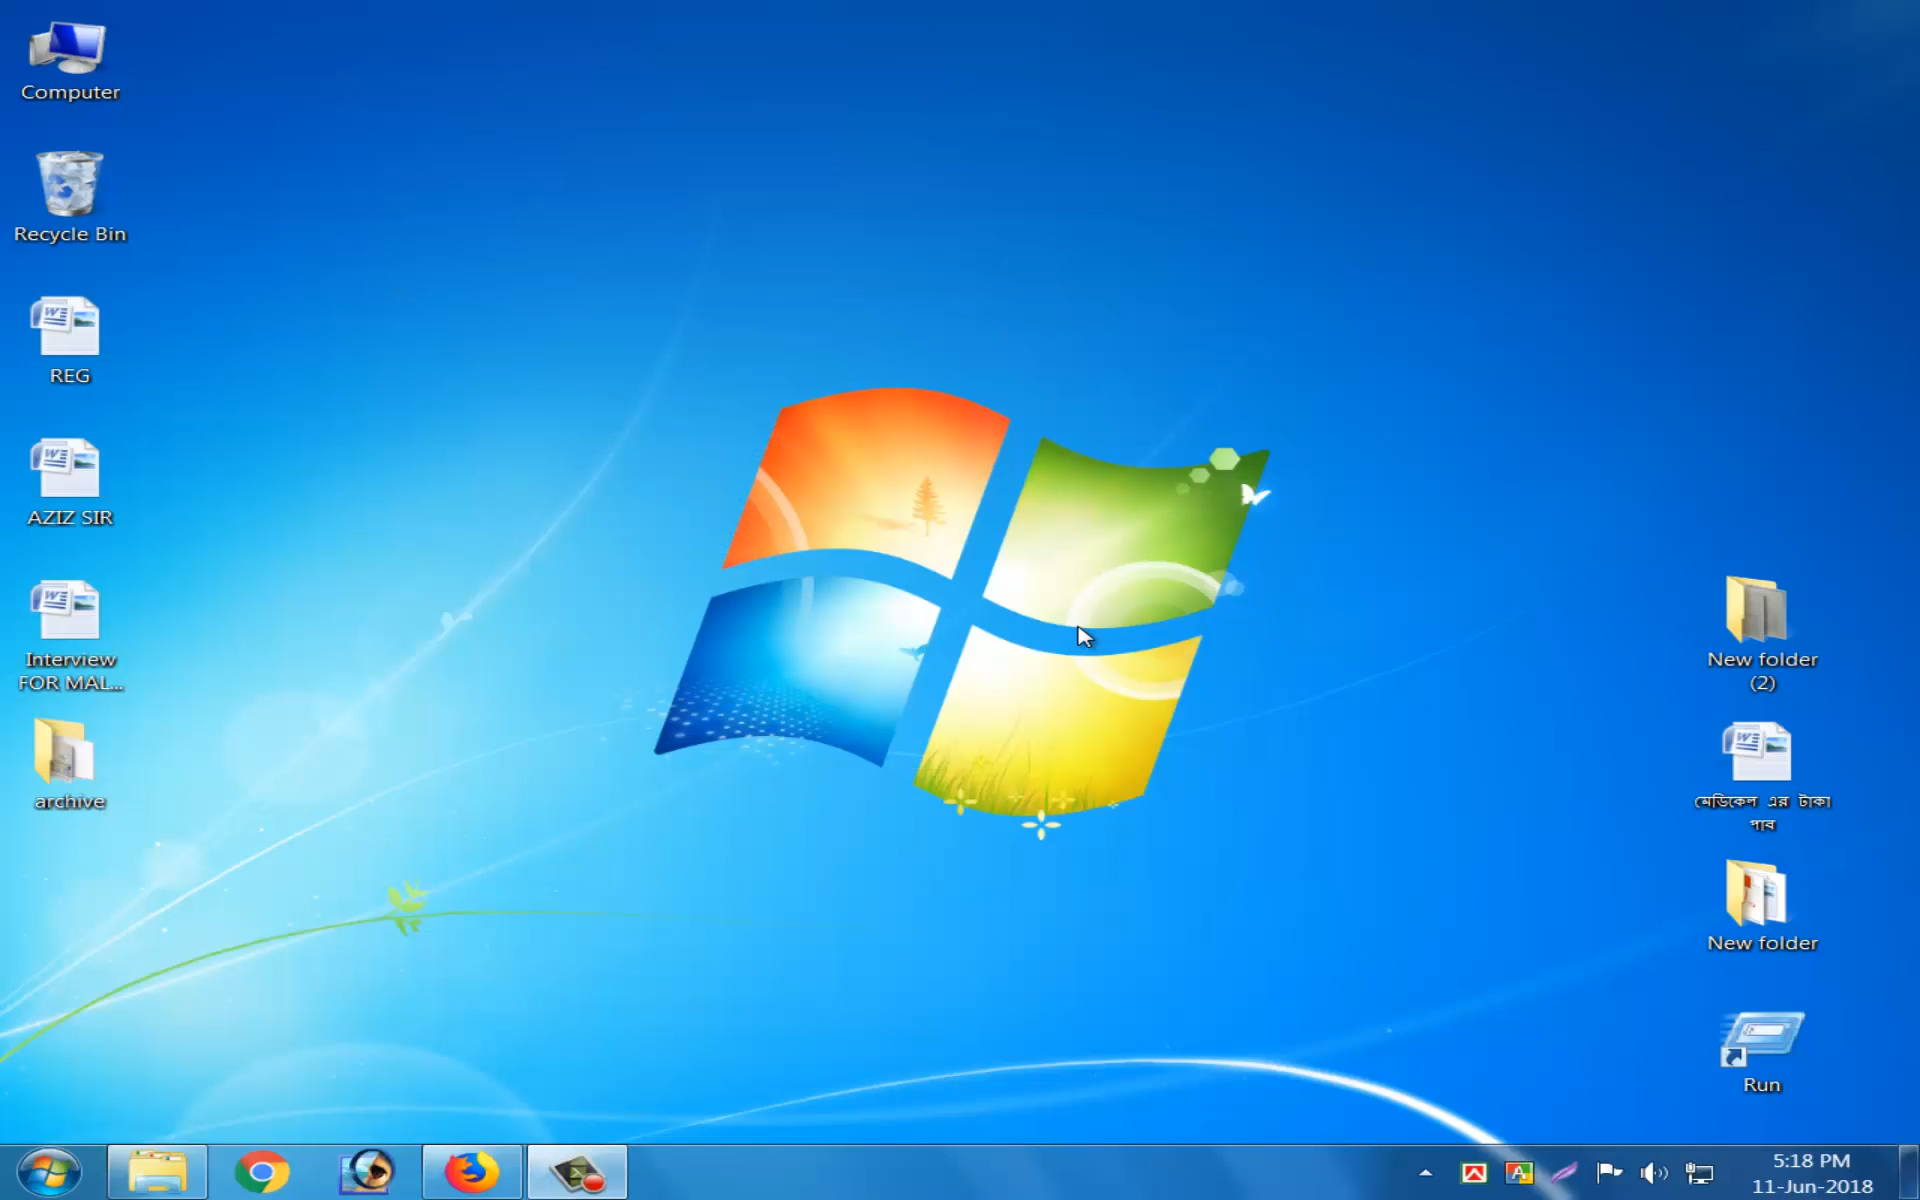 Computer
Recycle Bin
REG
AZIZ SIR
Interview
FOR MAL...
archive
New folder
(2)
মেডিকেল এর টাকা
পাব
New folder
Run
5:18 PM
11-Jun-2018